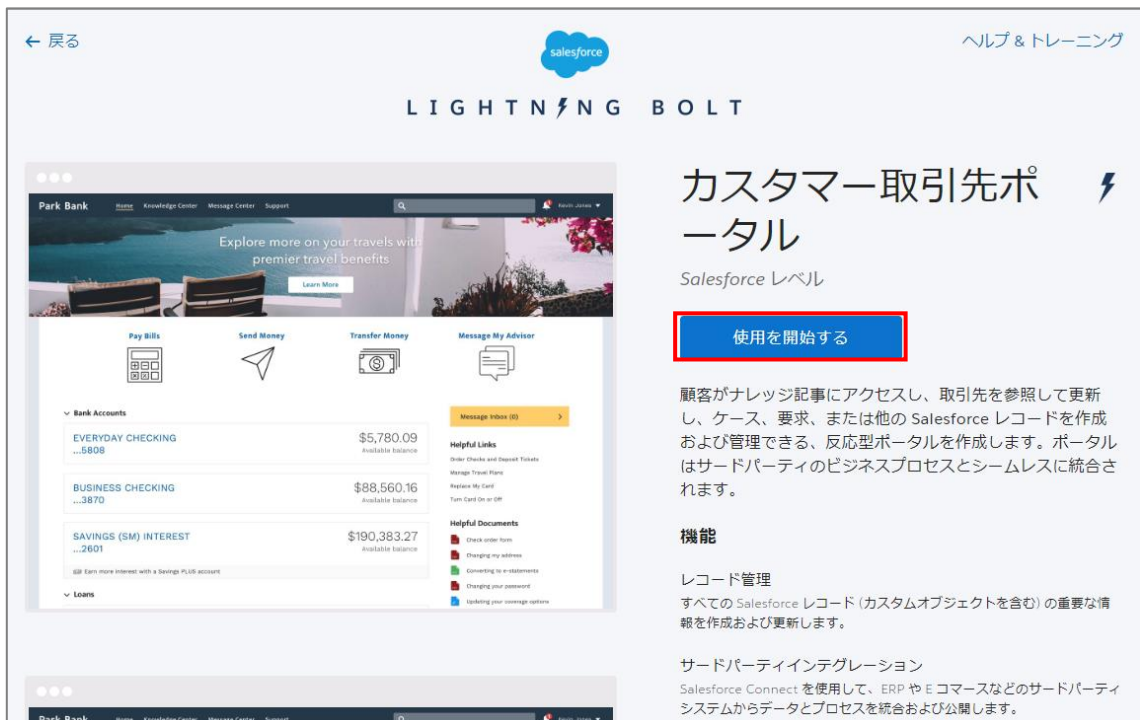 ← 戻る
salesforce
ヘルプ & トレーニング
LIGHTNING BOLT
カスタマー取引先ポ
ータル
Salesforce レベル
使用を開始する
顧客がナレッジ記事にアクセスし、取引先を参照して更新
し、ケース、要求、または他の Salesforce レコードを作成
および管理できる、反応型ポータルを作成します。ポータル
はサードパーティのビジネスプロセスとシームレスに統合さ
れます。
機能
レコード管理
すべての Salesforce レコード (カスタムオブジェクトを含む) の重要な情
報を作成および更新します。
サードパーティインテグレーション
Salesforce Connect を使用して、ERP や E コマースなどのサードパーティ
システムからデータとプロセスを統合および公開します。
Park Bank Home Knowledge Center Message Center Support Kevin Jones
Explore more on your travels with
premier travel benefits
Learn More
Pay Bills Send Money Transfer Money Message My Advisor
Bank Accounts
EVERYDAY CHECKING $5,780.09
...5808 Available balance
BUSINESS CHECKING $88,560.16
...3870 Available balance
SAVINGS (SM) INTEREST $190,383.27
...2601 Available balance
Earn more interest with a Savings PLUS account
Loans
Message Inbox (0) >
Helpful Links
Order Checks and Deposit Tickets
Manage Travel Plans
Replace My Card
Turn Card On or Off
Helpful Documents
Check order form
Changing my address
Converting to e-statements
Changing your password
Updating your coverage options
Park Bank Home Knowledge Center Message Center Support Kevin Jones